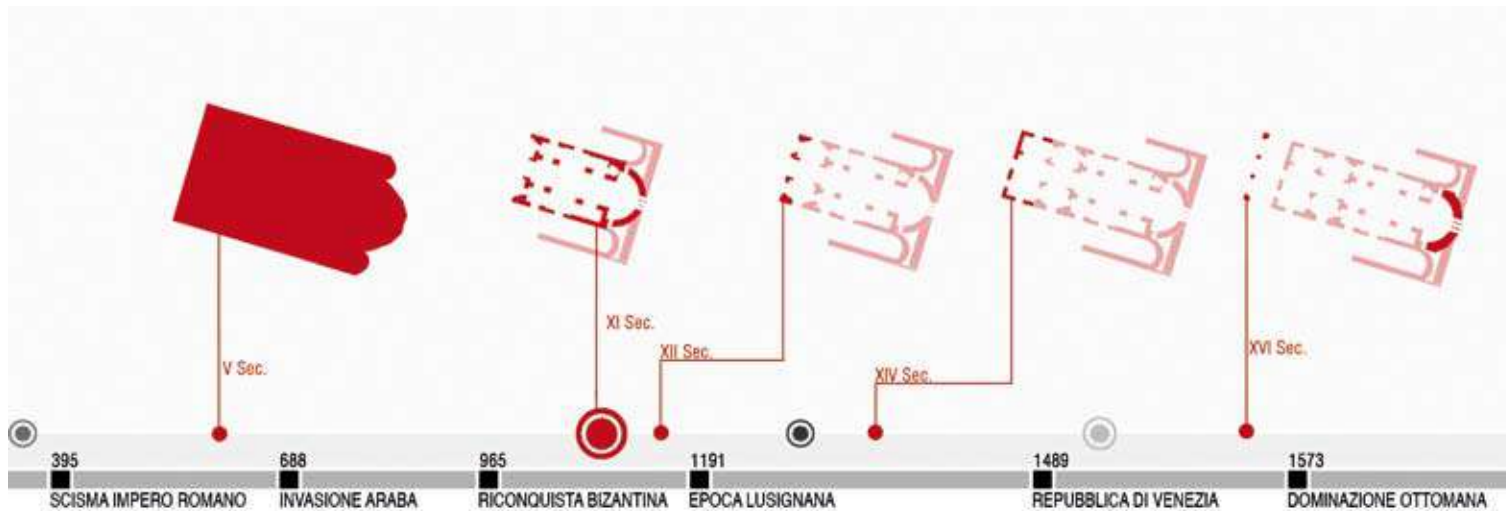 XI Sec.
XII Sec.
XVI Sec.
V Sec.
XIV Sec.
395
688
965
1191
1489
1573
SCISMA IMPERO ROMANO
INVASIONE ARABA
RICONQUISTA BIZANTINA
EPOCA LUSIGNANA
REPUBBLICA DI VENEZIA
DOMINAZIONE OTTOMANA